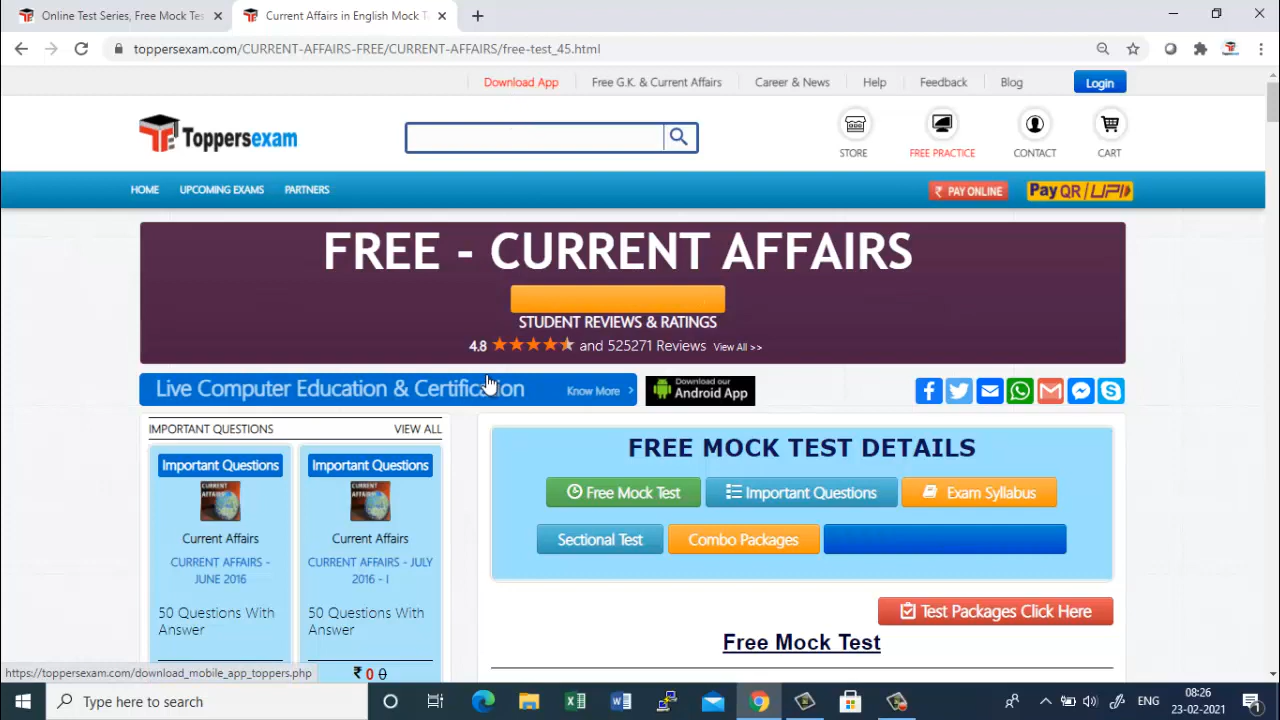 Online Test Series, Free Mock Tes
Current Affairs in English Mock T
toppersexam.com/CURRENT-AFFAIRS-FREE/CURRENT-AFFAIRS/free-test_45.html
Download App
Free G.K. & Current Affairs
Career & News
Help
Feedback
Blog
Login
Toppersexam
STORE
FREE PRACTICE
CONTACT
CART
HOME
UPCOMING EXAMS
PARTNERS
₹ PAY ONLINE
Pay QR / UPI
FREE - CURRENT AFFAIRS
STUDENT REVIEWS & RATINGS
4.8 and 525271 Reviews View All >>
Live Computer Education & Certification Know More >
Download our
Android App
IMPORTANT QUESTIONS
VIEW ALL
Important Questions
CURRENT
AFFAIRS
Current Affairs
CURRENT AFFAIRS -
JUNE 2016
50 Questions With
Answer
Important Questions
CURRENT
AFFAIRS
Current Affairs
CURRENT AFFAIRS - JULY
2016 - I
50 Questions With
Answer
₹ 0 0
FREE MOCK TEST DETAILS
Free Mock Test
Important Questions
Exam Syllabus
Sectional Test
Combo Packages
Test Packages Click Here
Free Mock Test
https://toppersexam.com/download_mobile_app_toppers.php
Type here to search
ENG
08:26
23-02-2021
1